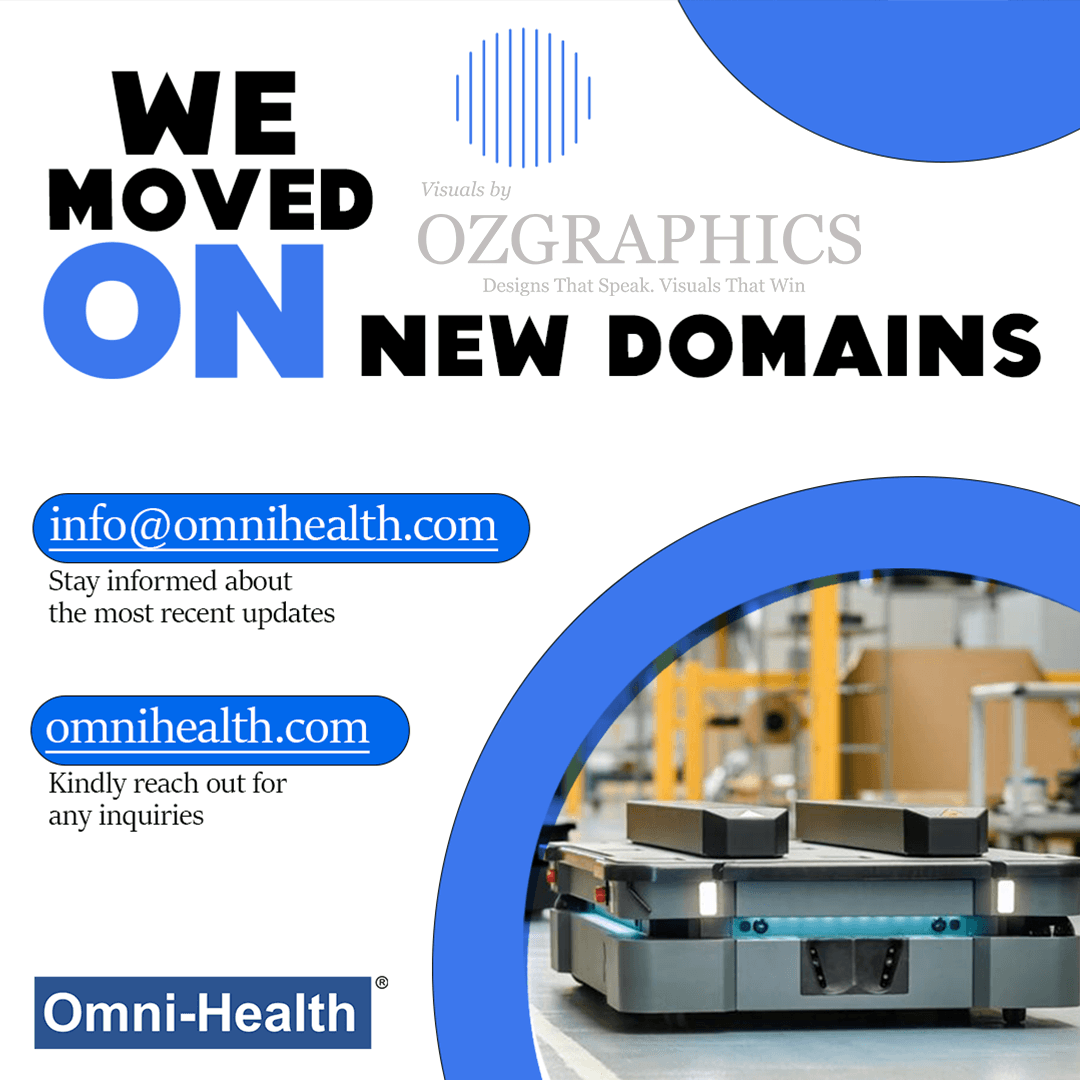 WE
MOVED
ON NEW DOMAINS
Visuals by
OZGRAPHICS
Designs That Speak. Visuals That Win
info@omnihealth.com
Stay informed about
the most recent updates
omnihealth.com
Kindly reach out for
any inquiries
Omni-Health®